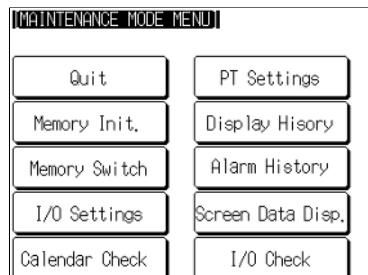 [MAINTENANCE MODE MENU]
Quit
PT Settings
Memory Init.
Display Hisory
Memory Switch
Alarm History
I/O Settings
Screen Data Disp.
Calendar Check
I/O Check